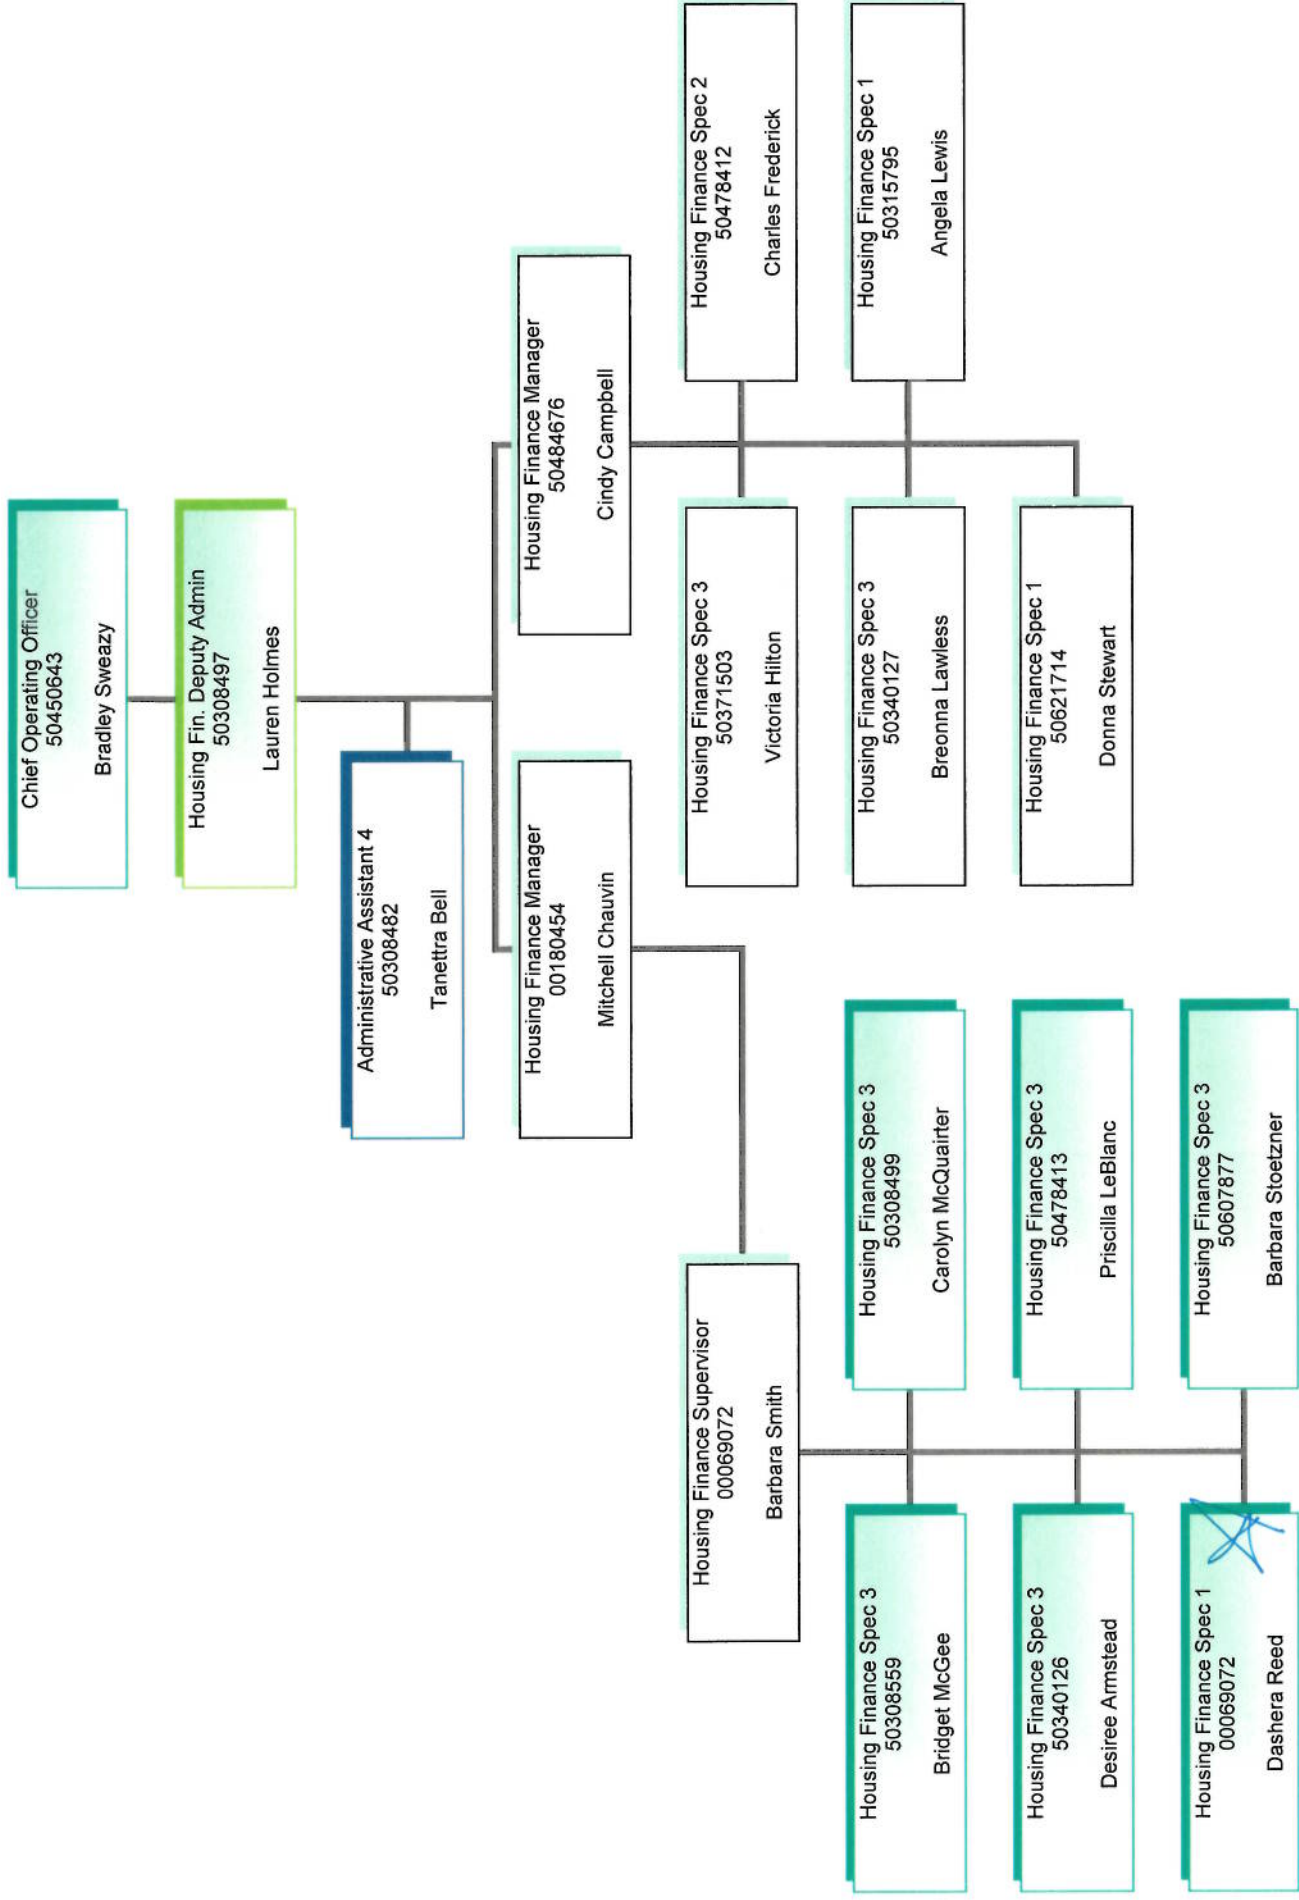 Chief Operating Officer
50450643
Bradley Sweazy
Housing Fin. Deputy Admin
50308497
Lauren Holmes
Administrative Assistant 4
50308482
Tanettra Bell
Housing Finance Manager
00180454
Mitchell Chauvin
Housing Finance Manager
50484676
Cindy Campbell
Housing Finance Supervisor
00069072
Barbara Smith
Housing Finance Spec 3
50371503
Victoria Hilton
Housing Finance Spec 2
50478412
Charles Frederick
Housing Finance Spec 3
50308559
Bridget McGee
Housing Finance Spec 3
50308499
Carolyn McQuairter
Housing Finance Spec 3
50340127
Breonna Lawless
Housing Finance Spec 1
50315795
Angela Lewis
Housing Finance Spec 3
50340126
Desiree Armstead
Housing Finance Spec 3
50478413
Priscilla LeBlanc
Housing Finance Spec 1
50621714
Donna Stewart
Housing Finance Spec 1
00069072
Dashera Reed
Housing Finance Spec 3
50607877
Barbara Stoetzner